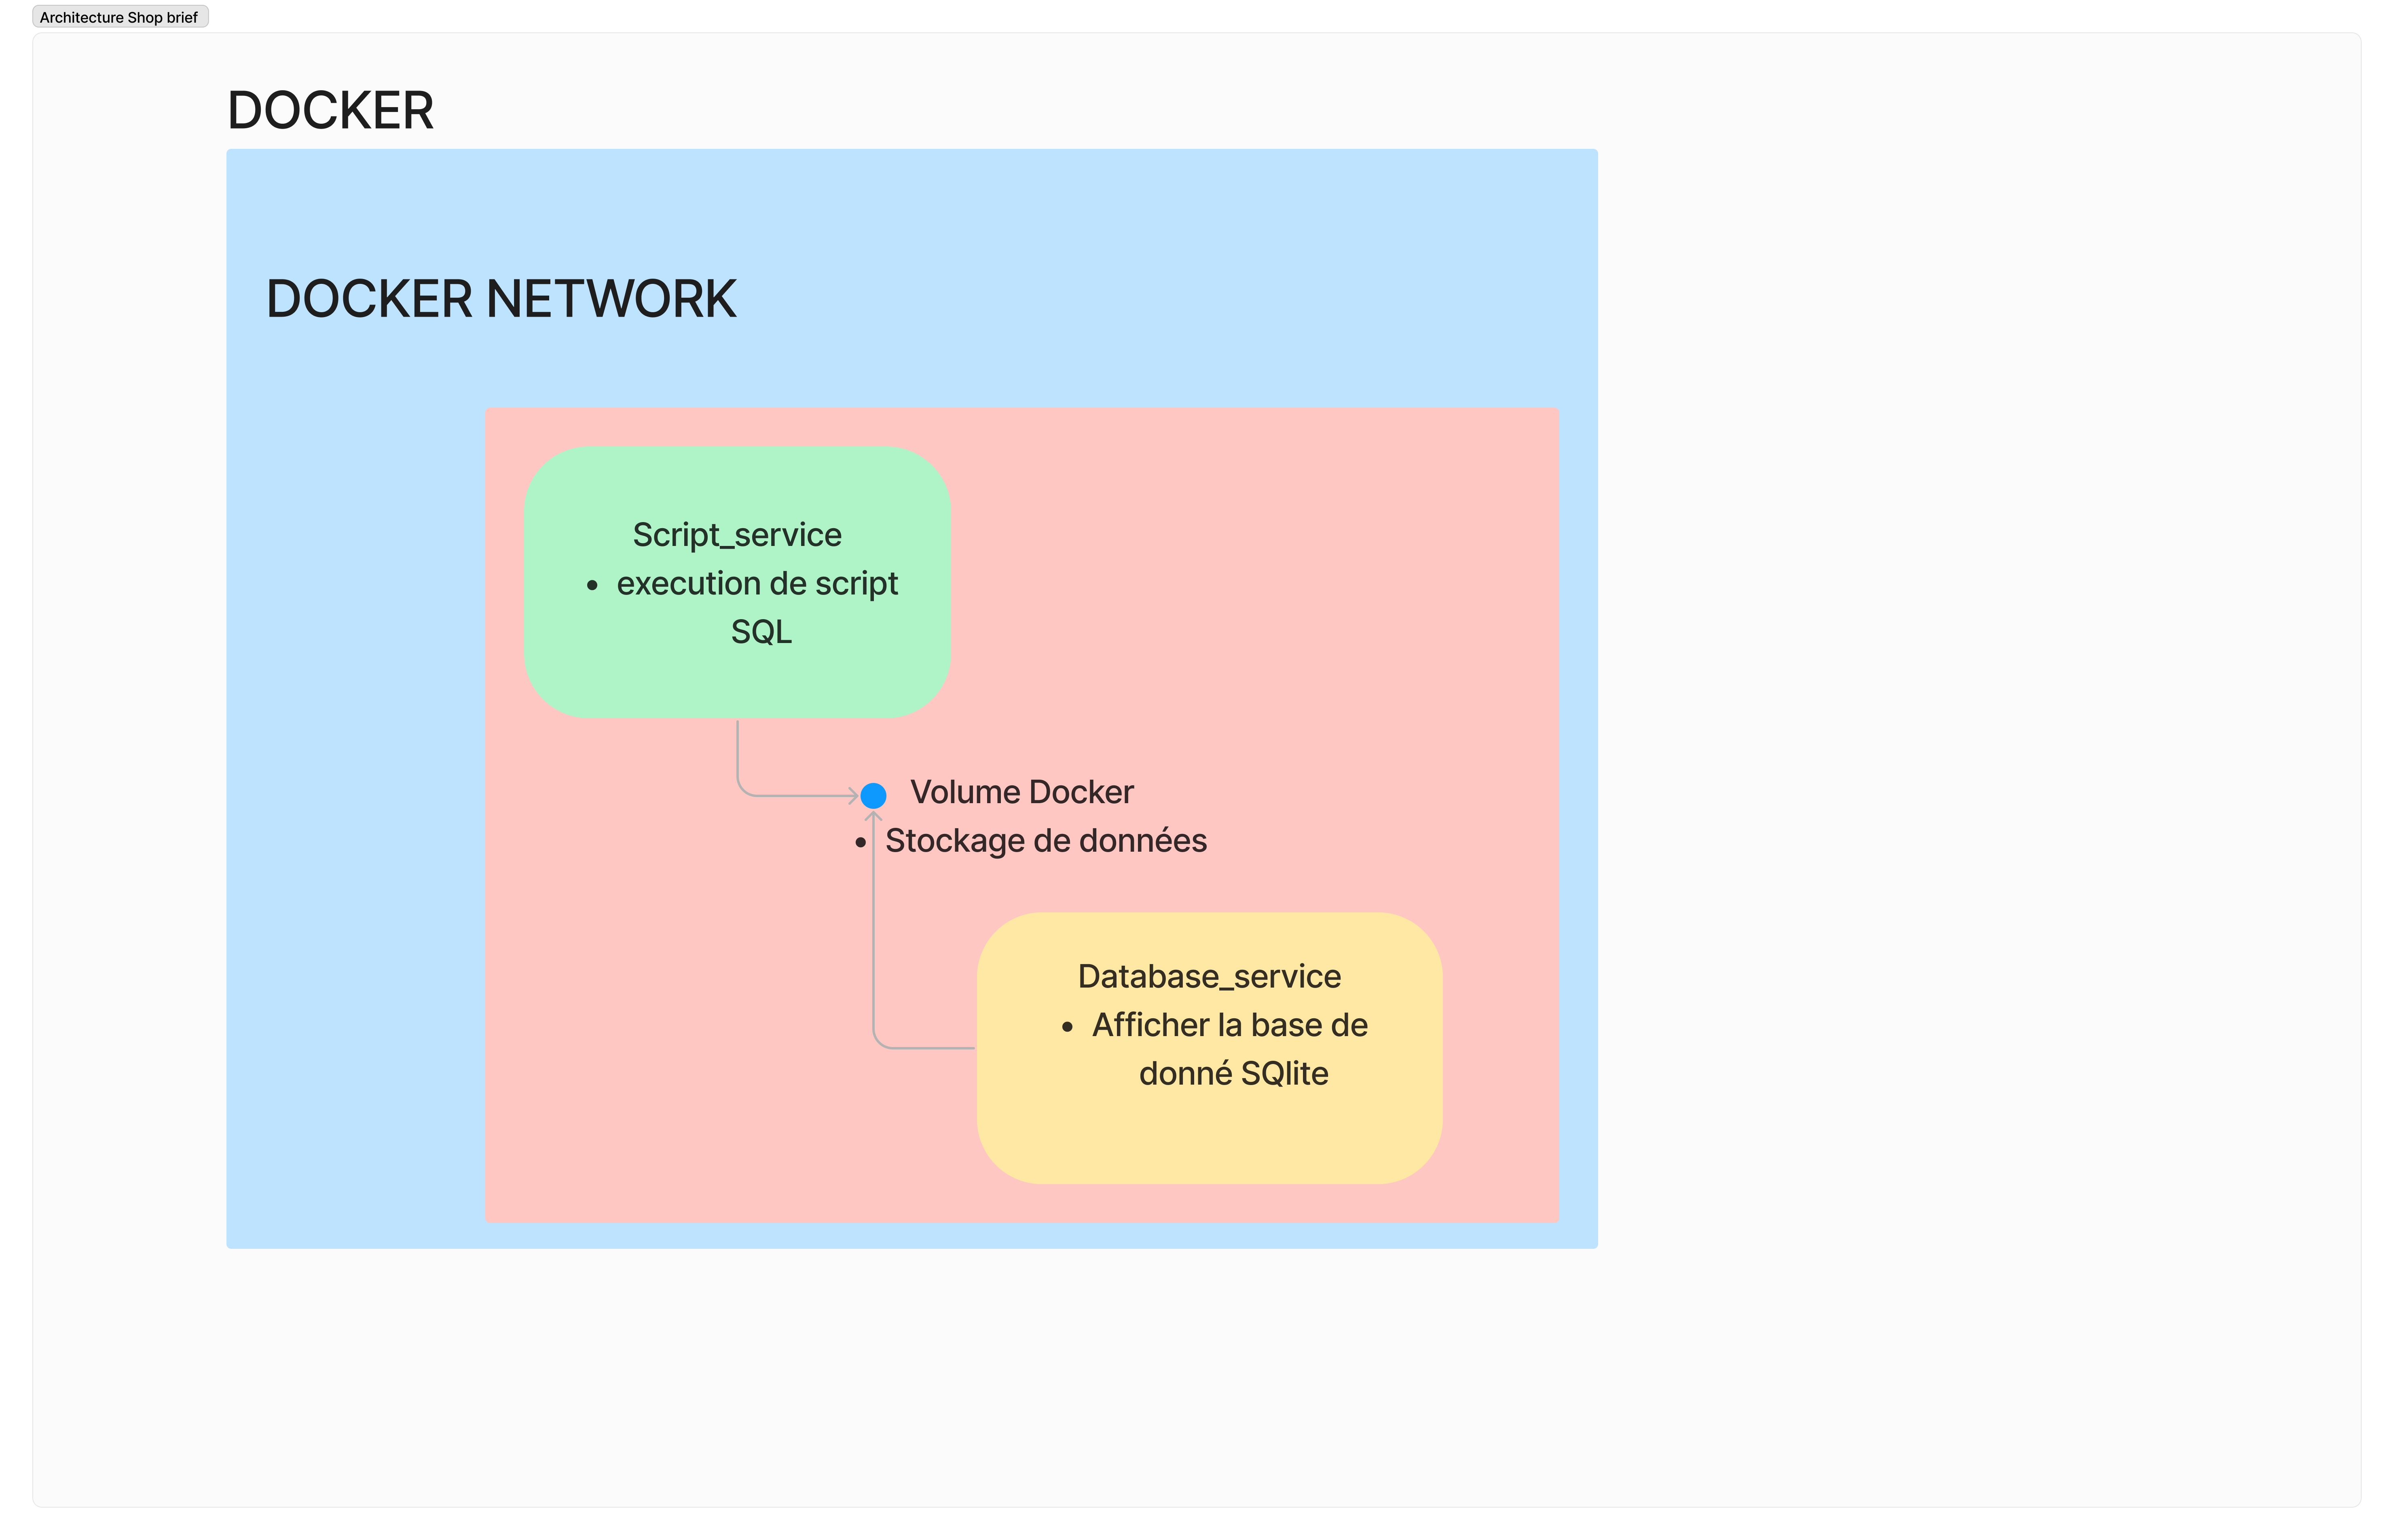 Architecture Shop brief
DOCKER
DOCKER NETWORK
Script_service
• execution de script
SQL
Volume Docker
• Stockage de données
Database_service
• Afficher la base de
donné SQlite